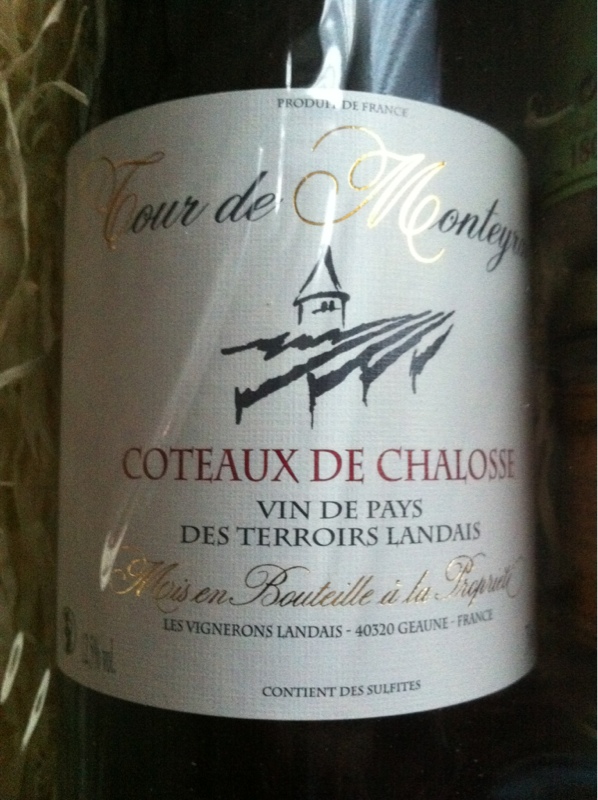 PRODUIT DE FRANCE
Tour de Monteyr
COTEAUX DE CHALOSSE
VIN DE PAYS
DES TERROIRS LANDAIS
Mis en Bouteille à la Propriété
LES VIGNERONS LANDAIS - 40320 GEAUNE - FRANCE
CONTIENT DES SULFITES